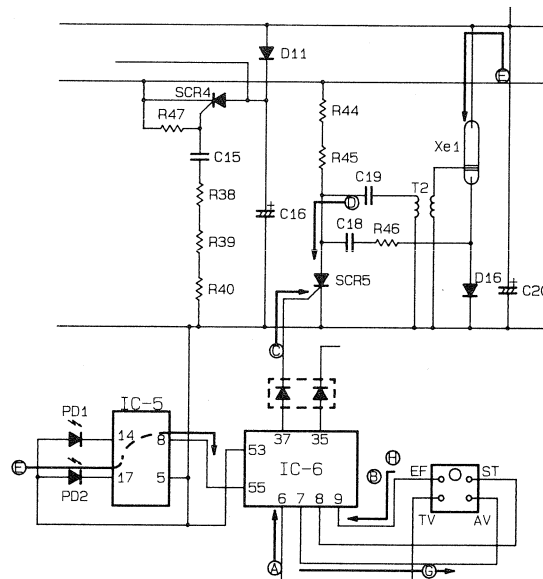 D11
SCR4
R47
R44
Xe1
C15
R45
C19
T2
R38
D
C18
R46
C16
R39
SCR5
D16
C20
R40
C
PD1
IC-5
14
8
37
35
53
IC-6
H
EF
ST
E
17
B
PD2
5
55
6
7
8
9
TV
AV
A
G